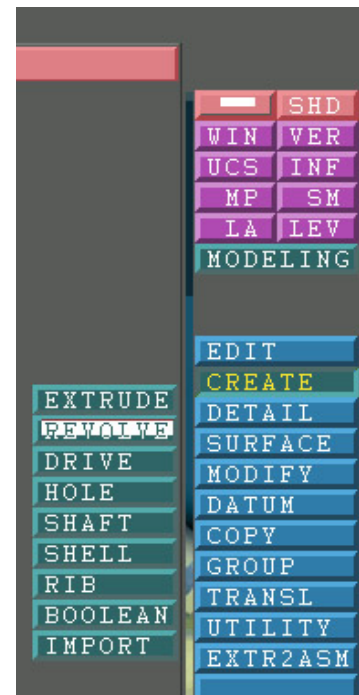 SHD
WIN VER
UCS INF
MP SM
LA LEV
MODELING
EDIT
CREATE
DETAIL
SURFACE
MODIFY
DATUM
COPY
GROUP
TRANSL
UTILITY
EXTR2ASM
EXTRUDE
REVOLVE
DRIVE
HOLE
SHAFT
SHELL
RIB
BOOLEAN
IMPORT